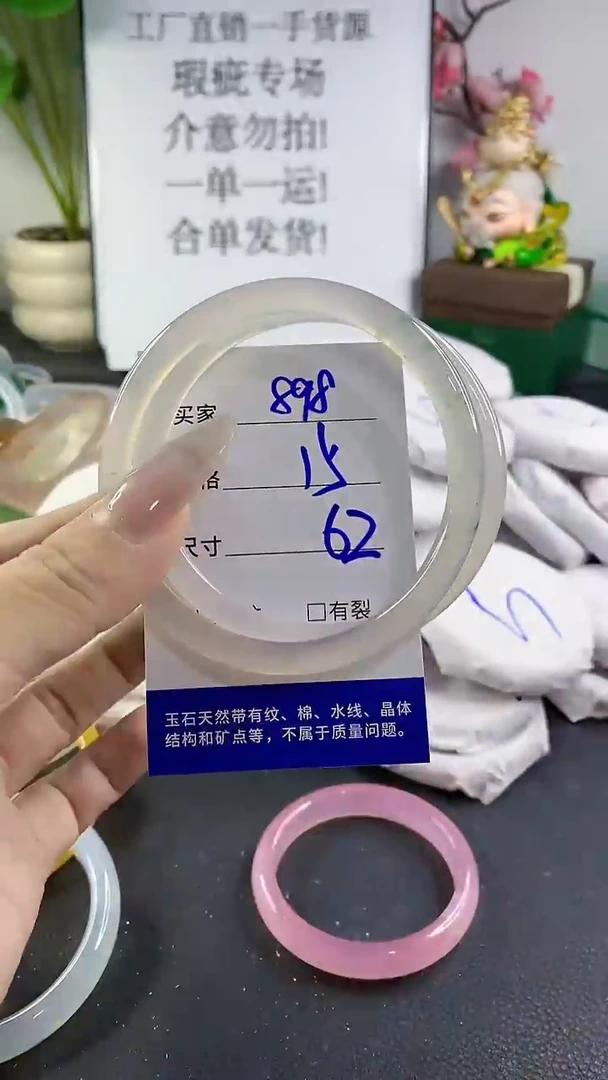 工厂直销一手货源
瑕疵专场
介意勿拍!
一单一运!
合单发货!
买家 898
格 15
尺寸 62
□有裂
玉石天然带有纹、棉、水线、晶体
结构和矿点等，不属于质量问题。